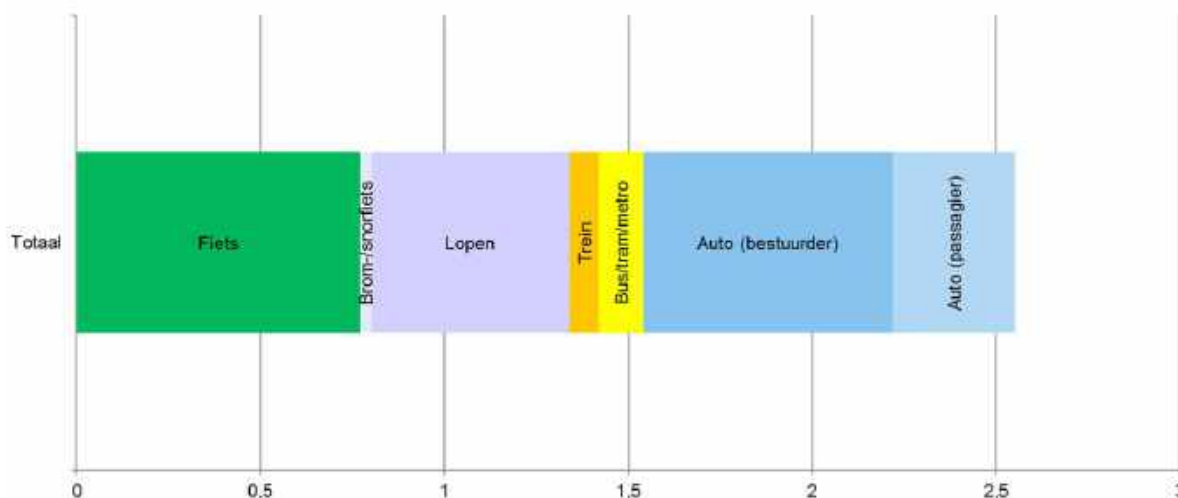 Totaal
Fiets
Brom-/snorfiets
Lopen
Trein
Bus/tram/metro
Auto (bestuurder)
Auto (passagier)
0
0.5
1
1.5
2
2.5
3